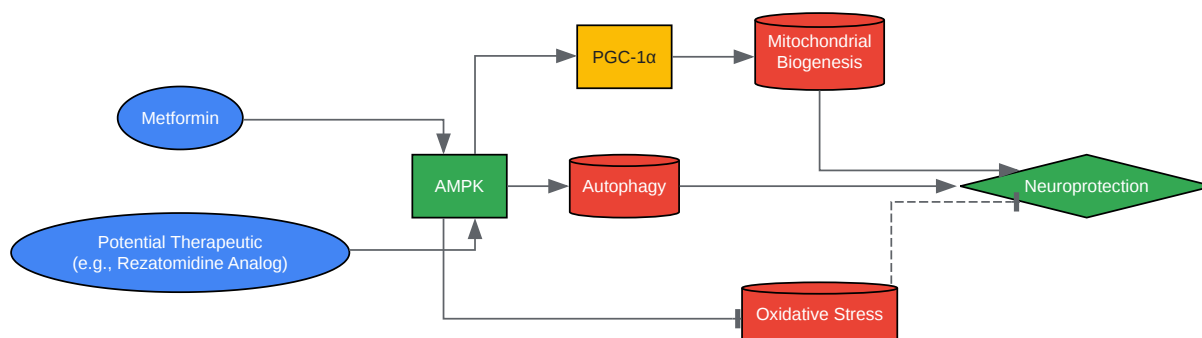 PGC-1α
Mitochondrial
Biogenesis
Metformin
AMPK
Autophagy
Neuroprotection
Potential Therapeutic
(e.g., Rezatomidine Analog)
Oxidative Stress